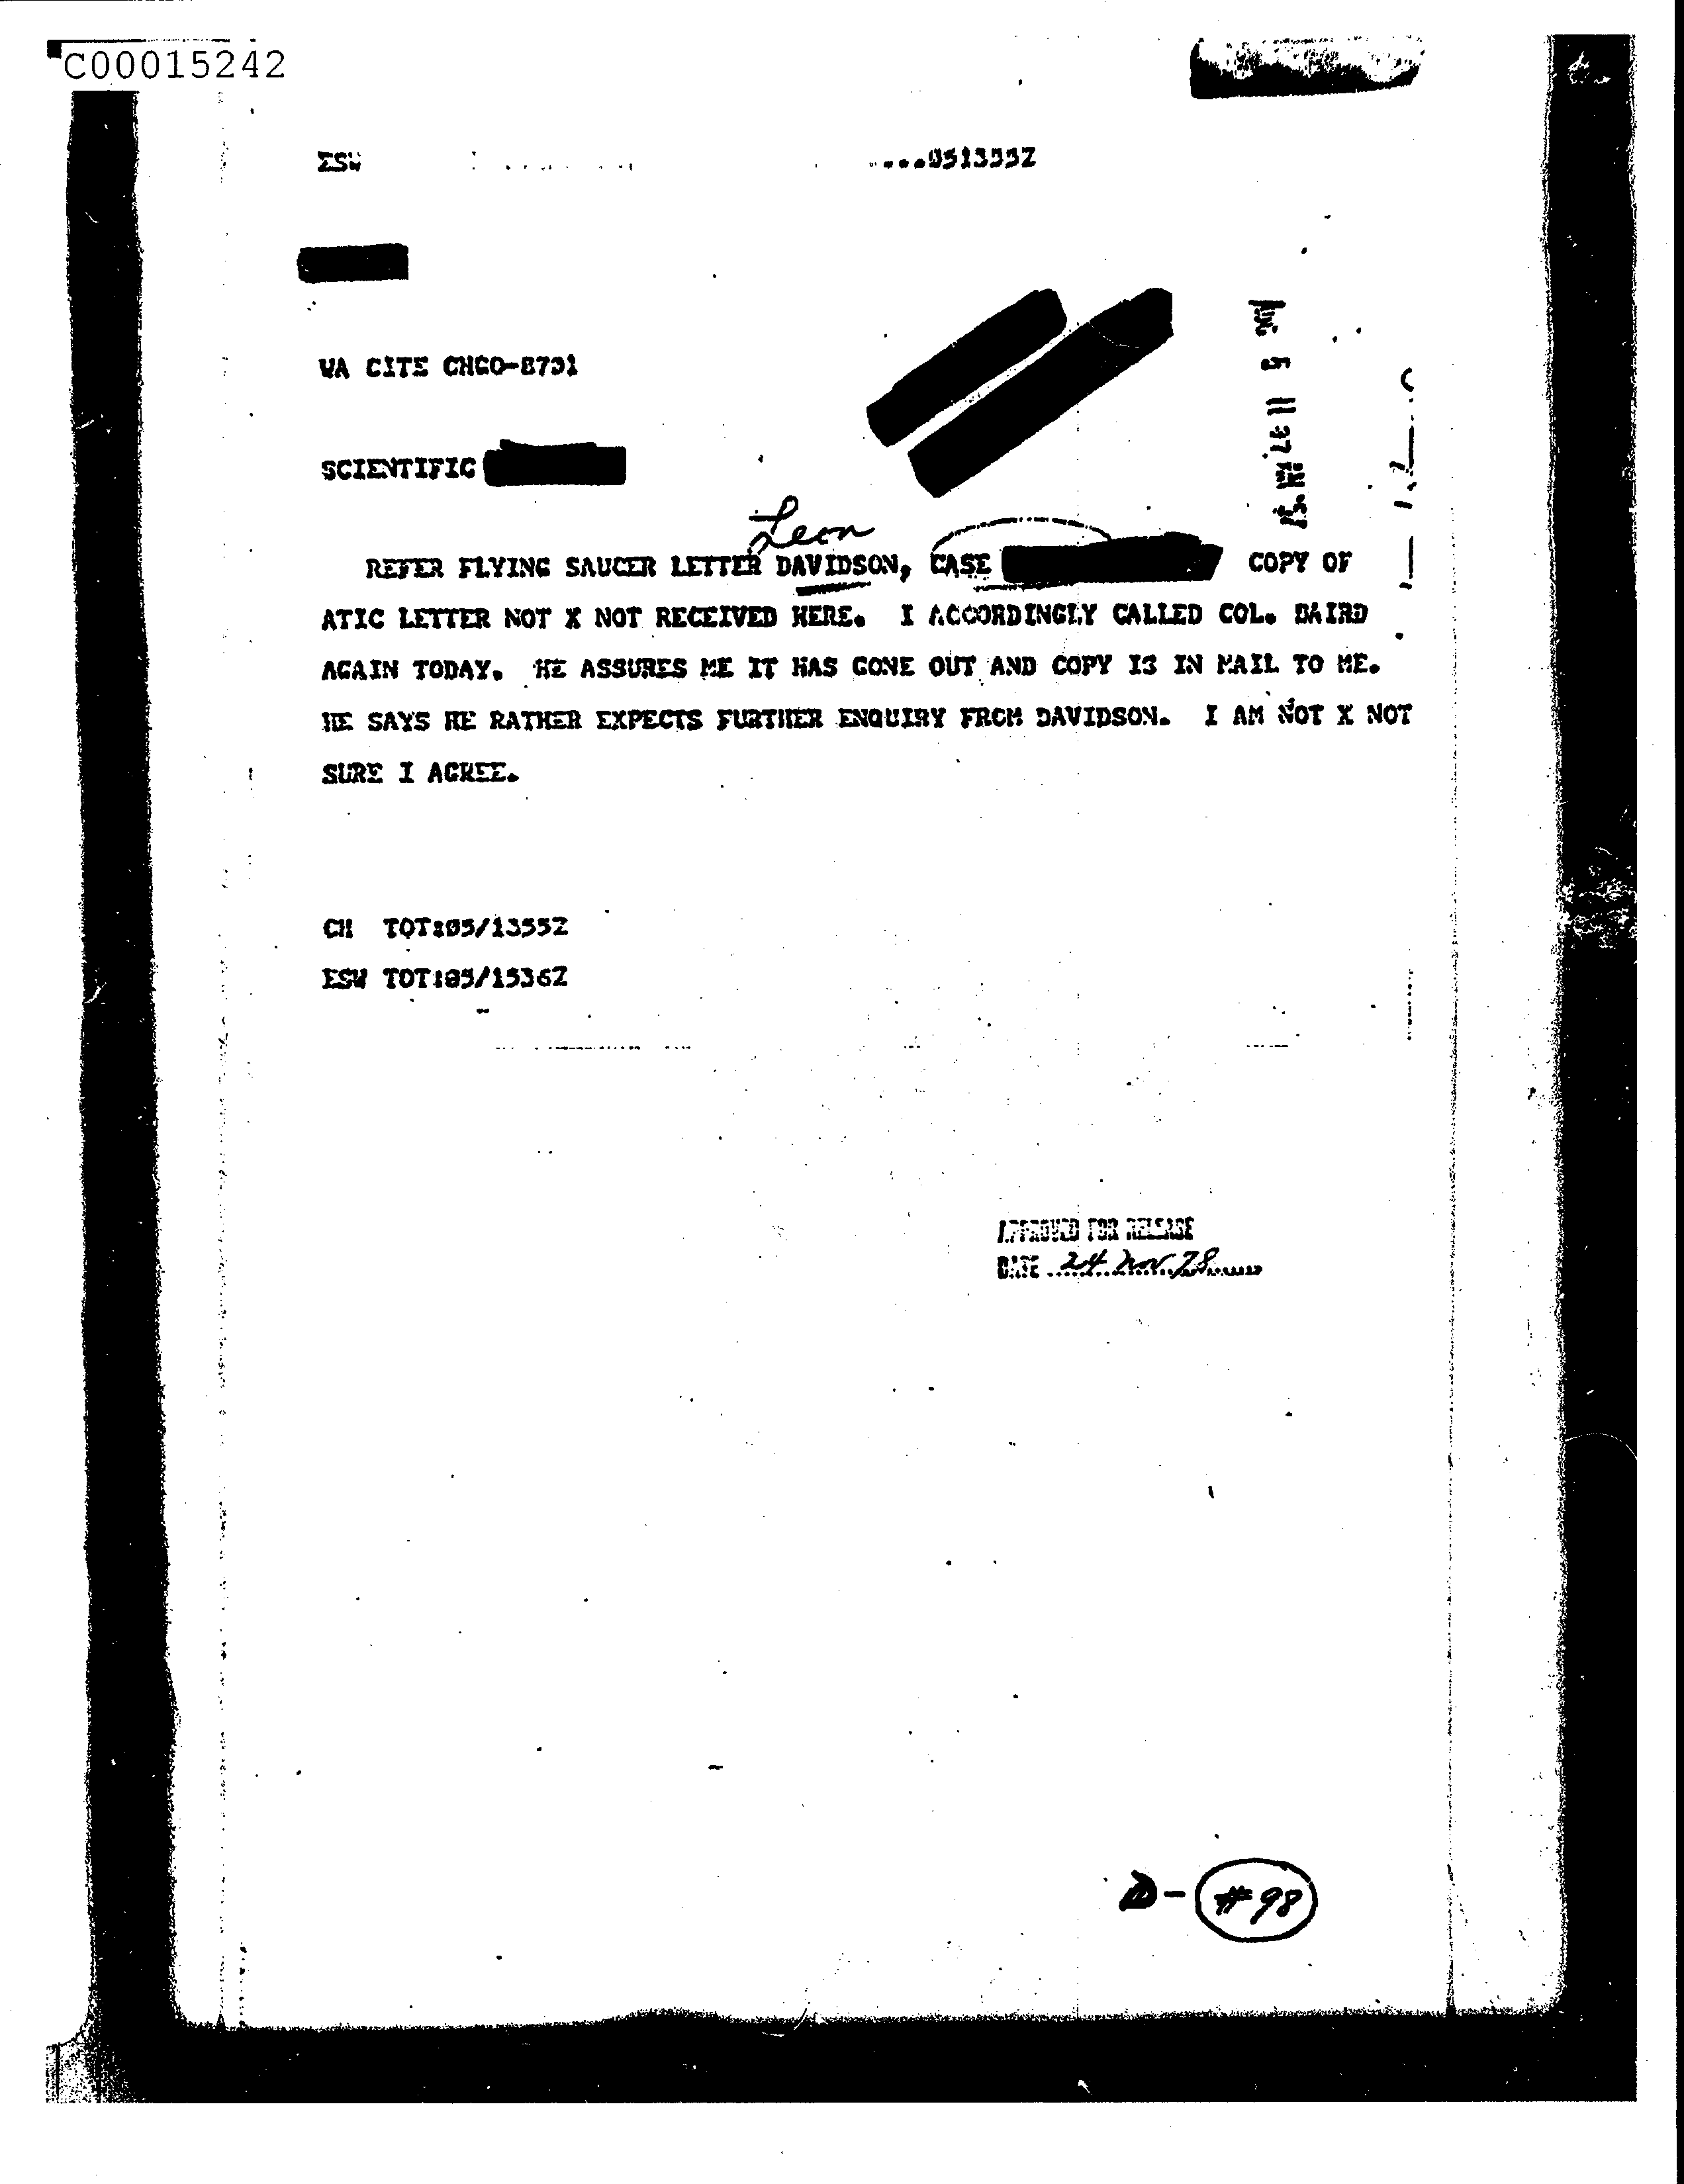 C00015242
ESW ....051355Z
WA CITE CHGO-8701
SCIENTIFIC
Leon
REFER FLYING SAUCER LETTER DAVIDSON, CASE COPY OF
ATIC LETTER NOT X NOT RECEIVED HERE. I ACCORDINGLY CALLED COL. BAIRD
AGAIN TODAY. HE ASSURES ME IT HAS GONE OUT AND COPY IS IN MAIL TO ME.
HE SAYS HE RATHER EXPECTS FURTHER ENQUIRY FROM DAVIDSON. I AM NOT X NOT
SURE I AGREE.
CH TOT:05/1355Z
ESW TOT:05/1536Z
APPROVED FOR RELEASE
DATE 24 Nov 78
D- #98